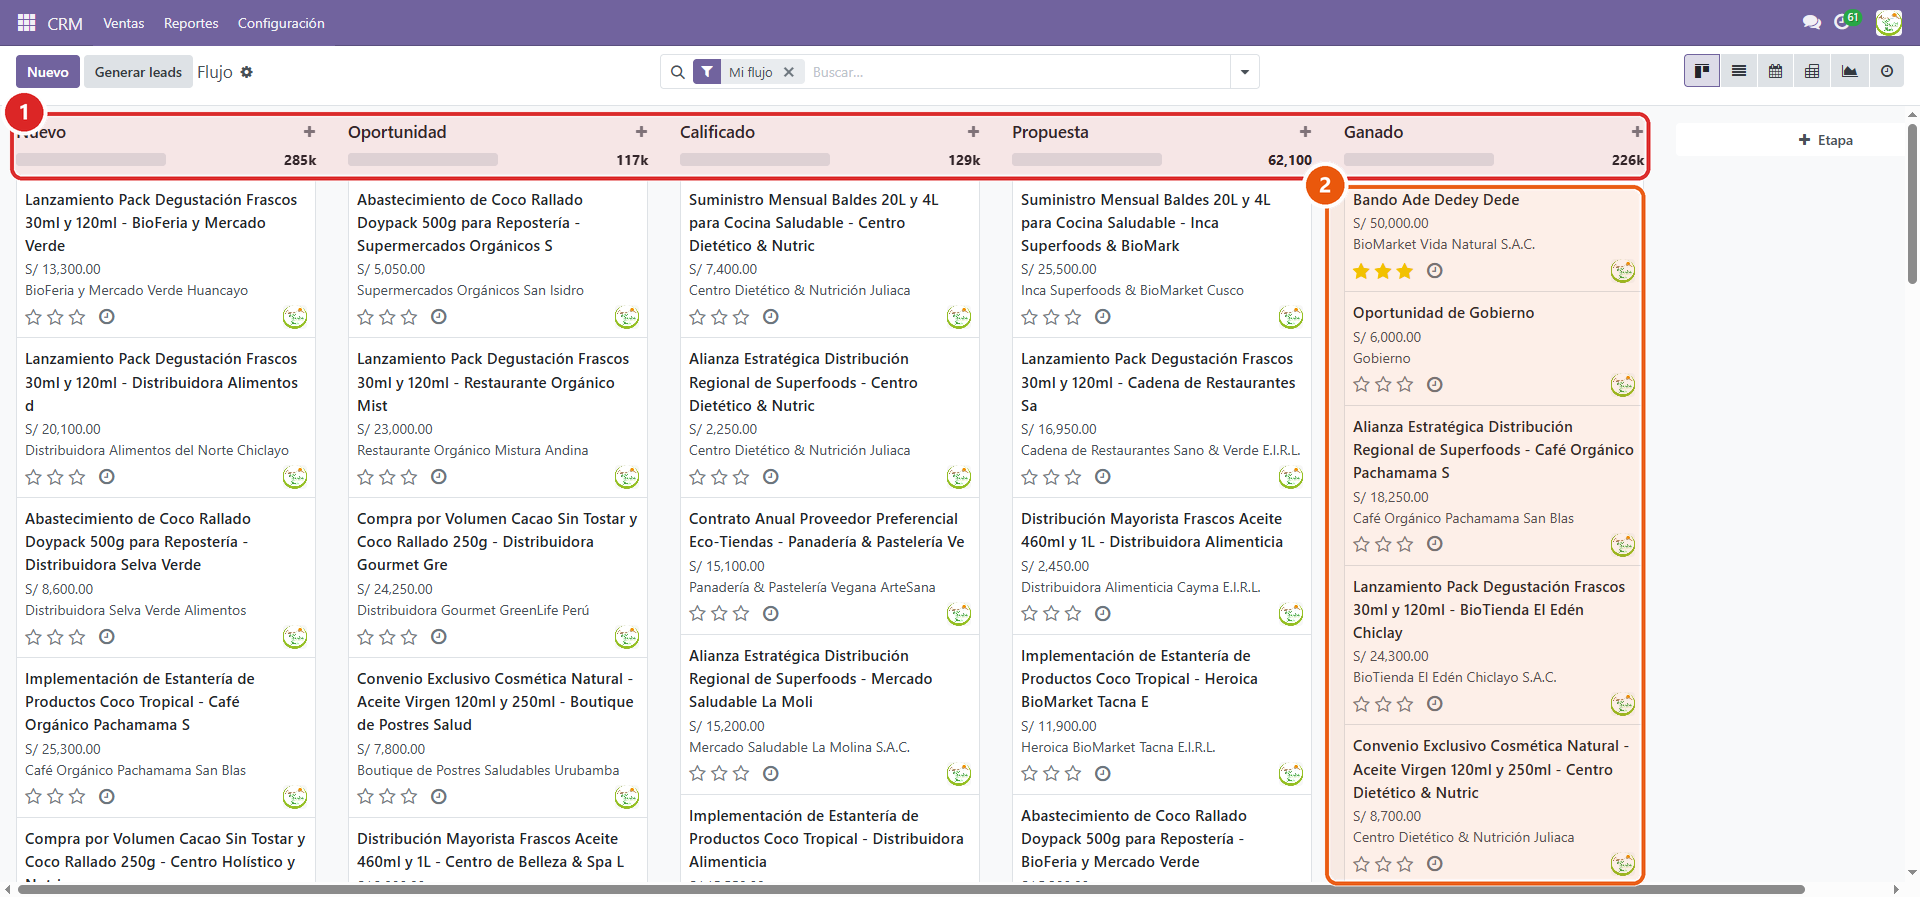 CRM
Ventas
Reportes
Configuración
61
Nuevo
Generar leads
Flujo
Mi flujo
Buscar...
1
Nuevo
285k
Oportunidad
117k
Calificado
129k
Propuesta
62,100
Ganado
226k
Etapa
Lanzamiento Pack Degustación Frascos
30ml y 120ml - BioFeria y Mercado
Verde
S/ 13,300.00
BioFeria y Mercado Verde Huancayo
Lanzamiento Pack Degustación Frascos
30ml y 120ml - Distribuidora Alimentos
d
S/ 20,100.00
Distribuidora Alimentos del Norte Chiclayo
Abastecimiento de Coco Rallado
Doypack 500g para Repostería -
Distribuidora Selva Verde
S/ 8,600.00
Distribuidora Selva Verde Alimentos
Implementación de Estantería de
Productos Coco Tropical - Café
Orgánico Pachamama S
S/ 25,300.00
Café Orgánico Pachamama San Blas
Compra por Volumen Cacao Sin Tostar y
Coco Rallado 250g - Centro Holístico y
Abastecimiento de Coco Rallado
Doypack 500g para Repostería -
Supermercados Orgánicos S
S/ 5,050.00
Supermercados Orgánicos San Isidro
Lanzamiento Pack Degustación Frascos
30ml y 120ml - Restaurante Orgánico
Mist
S/ 23,000.00
Restaurante Orgánico Mistura Andina
Compra por Volumen Cacao Sin Tostar y
Coco Rallado 250g - Distribuidora
Gourmet Gre
S/ 24,250.00
Distribuidora Gourmet GreenLife Perú
Convenio Exclusivo Cosmética Natural -
Aceite Virgen 120ml y 250ml - Boutique
de Postres Salud
S/ 7,800.00
Boutique de Postres Saludables Urubamba
Distribución Mayorista Frascos Aceite
460ml y 1L - Centro de Belleza & Spa L
Suministro Mensual Baldes 20L y 4L
para Cocina Saludable - Centro
Dietético & Nutric
S/ 7,400.00
Centro Dietético & Nutrición Juliaca
Alianza Estratégica Distribución
Regional de Superfoods - Centro
Dietético & Nutric
S/ 2,250.00
Centro Dietético & Nutrición Juliaca
Contrato Anual Proveedor Preferencial
Eco-Tiendas - Panadería & Pastelería Ve
S/ 15,100.00
Panadería & Pastelería Vegana ArteSana
Alianza Estratégica Distribución
Regional de Superfoods - Mercado
Saludable La Moli
S/ 15,200.00
Mercado Saludable La Molina S.A.C.
Implementación de Estantería de
Productos Coco Tropical - Distribuidora
Alimenticia
Suministro Mensual Baldes 20L y 4L
para Cocina Saludable - Inca
Superfoods & BioMark
S/ 25,500.00
Inca Superfoods & BioMarket Cusco
Lanzamiento Pack Degustación Frascos
30ml y 120ml - Cadena de Restaurantes
Sa
S/ 16,950.00
Cadena de Restaurantes Sano & Verde E.I.R.L.
Distribución Mayorista Frascos Aceite
460ml y 1L - Distribuidora Alimenticia
S/ 2,450.00
Distribuidora Alimenticia Cayma E.I.R.L.
Implementación de Estantería de
Productos Coco Tropical - Heroica
BioMarket Tacna E
S/ 11,900.00
Heroica BioMarket Tacna E.I.R.L.
Abastecimiento de Coco Rallado
Doypack 500g para Repostería -
BioFeria y Mercado Verde
2
Bando Ade Dedey Dede
S/ 50,000.00
BioMarket Vida Natural S.A.C.
Oportunidad de Gobierno
S/ 6,000.00
Gobierno
Alianza Estratégica Distribución
Regional de Superfoods - Café Orgánico
Pachamama S
S/ 18,250.00
Café Orgánico Pachamama San Blas
Lanzamiento Pack Degustación Frascos
30ml y 120ml - BioTienda El Edén
Chiclay
S/ 24,300.00
BioTienda El Edén Chiclayo S.A.C.
Convenio Exclusivo Cosmética Natural -
Aceite Virgen 120ml y 250ml - Centro
Dietético & Nutric
S/ 8,700.00
Centro Dietético & Nutrición Juliaca